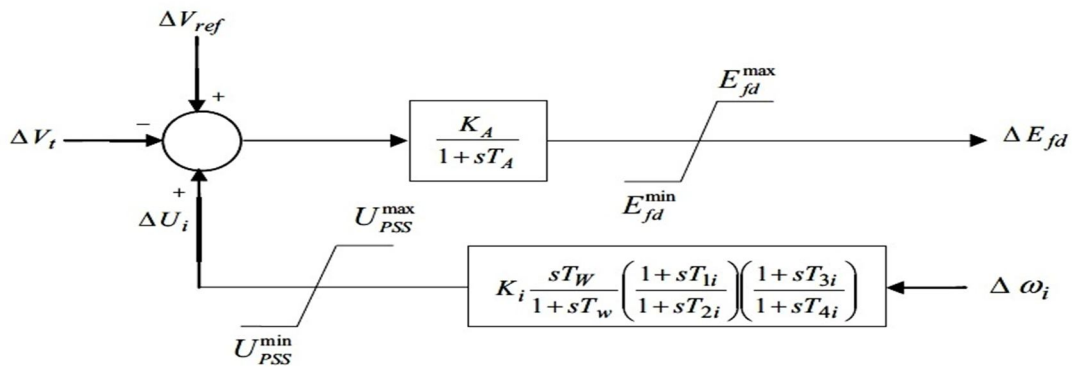 ΔV_ref
+
E_fd^max
−
ΔV_t
K_A / (1+sT_A)
ΔE_fd
E_fd^min
+
U_PSS^max
ΔU_i
K_i (sT_W / (1+sT_w)) ((1+sT_1i) / (1+sT_2i)) ((1+sT_3i) / (1+sT_4i))
Δ ω_i
U_PSS^min